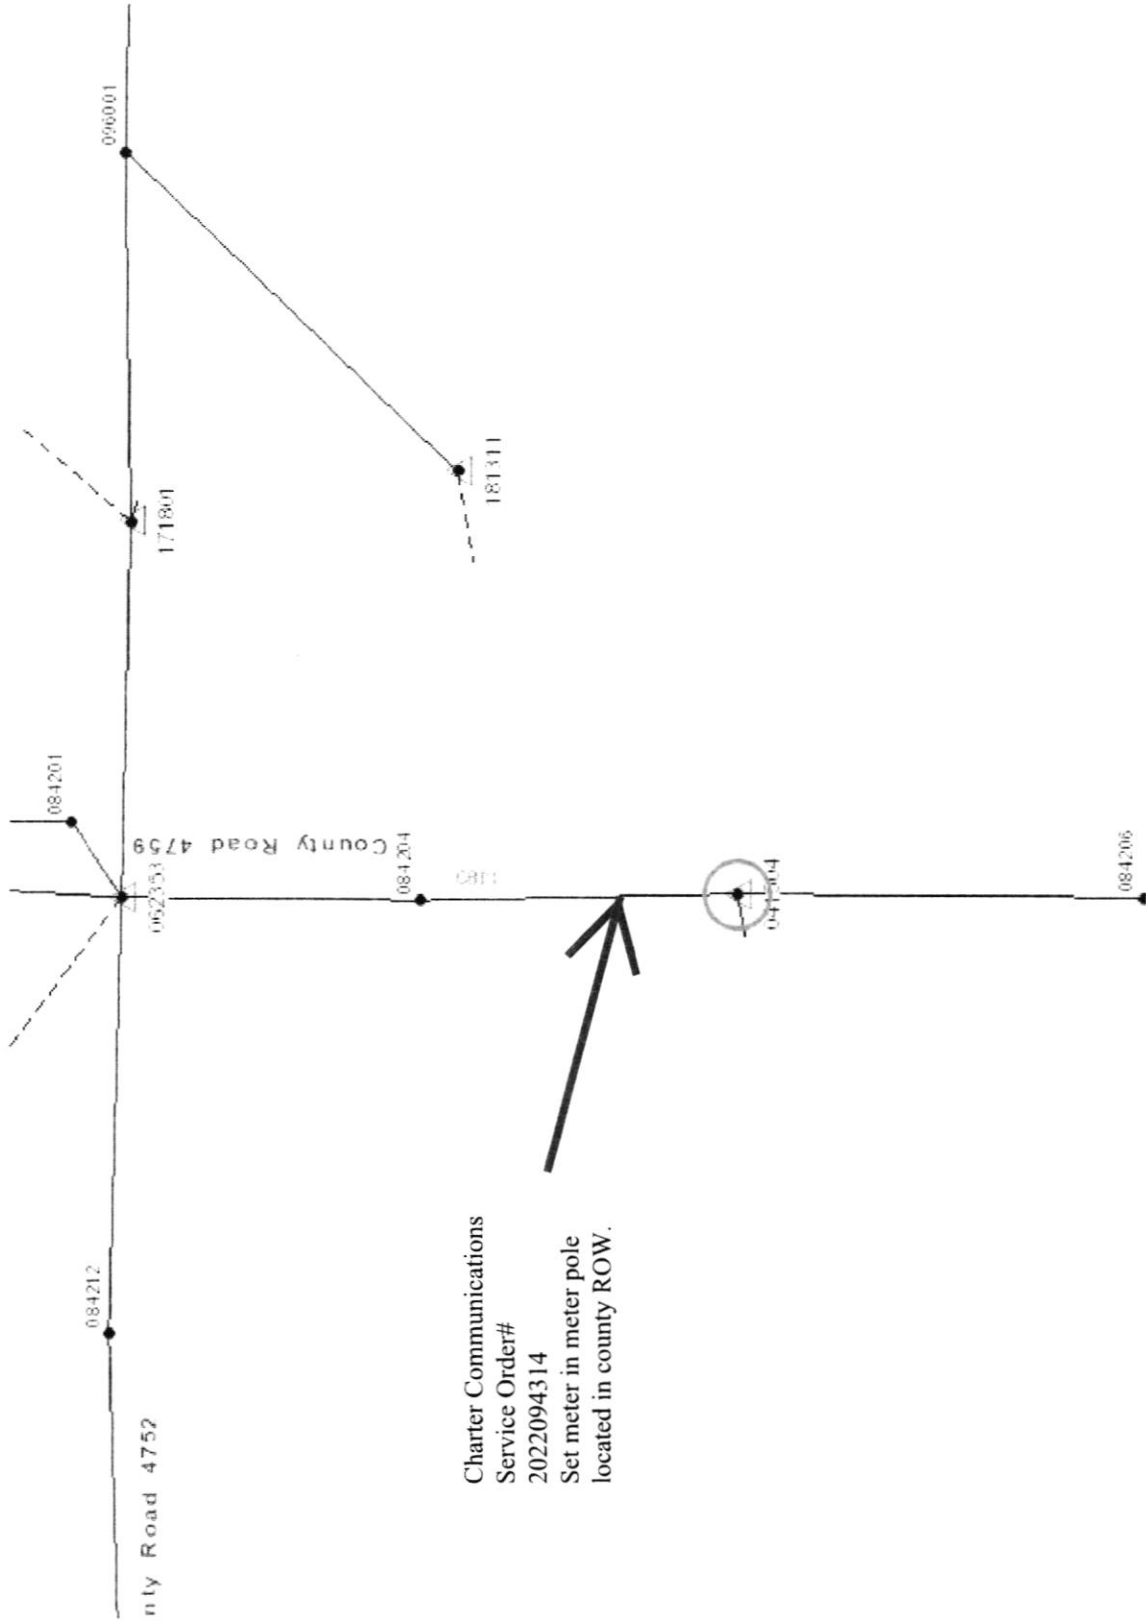 096001
171801
181311
084201
County Road 4759
062353
084204
084206
084212
nty Road 4752
Charter Communications
Service Order#
2022094314
Set meter in meter pole
located in county ROW.